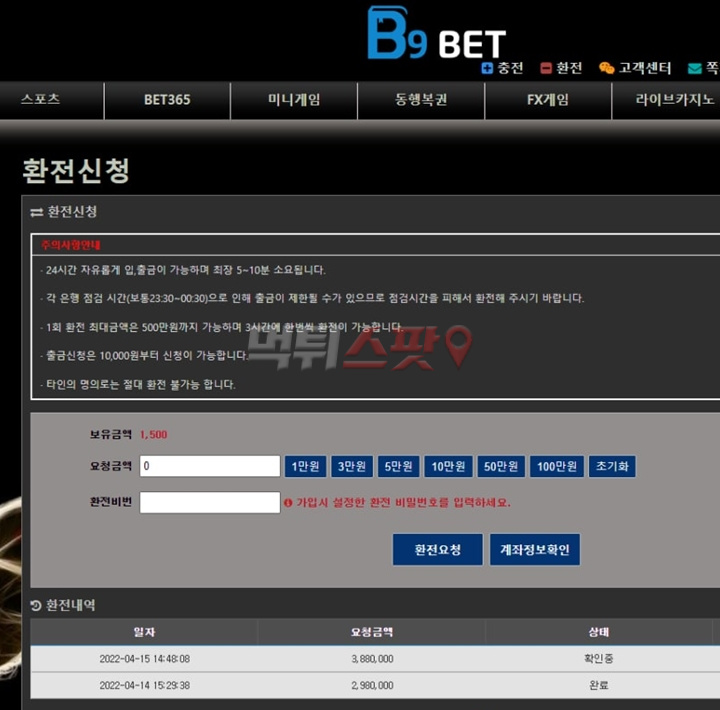 B9 BET
충전 환전 고객센터 쪽
스포츠 BET365 미니게임 동행복권 FX게임 라이브카지노
환전신청
환전신청
주의사항안내
· 24시간 자유롭게 입,출금이 가능하며 최장 5~10분 소요됩니다.
· 각 은행 점검 시간(보통23:30~00:30)으로 인해 출금이 제한될 수가 있으므로 점검시간을 피해서 환전해 주시기 바랍니다.
· 1회 환전 최대금액은 500만원까지 가능하며 3시간에 한번씩 환전이 가능합니다.
먹튀스팟
· 출금신청은 10,000원부터 신청이 가능합니다.
· 타인의 명의로는 절대 환전 불가능 합니다.
보유금액 1,500
요청금액 0 1만원 3만원 5만원 10만원 50만원 100만원 초기화
환전비번 가입시 설정한 환전 비밀번호를 입력하세요.
환전요청 계좌정보확인
환전내역
일자 요청금액 상태
2022-04-15 14:48:08 3,880,000 확인중
2022-04-14 15:29:38 2,980,000 완료